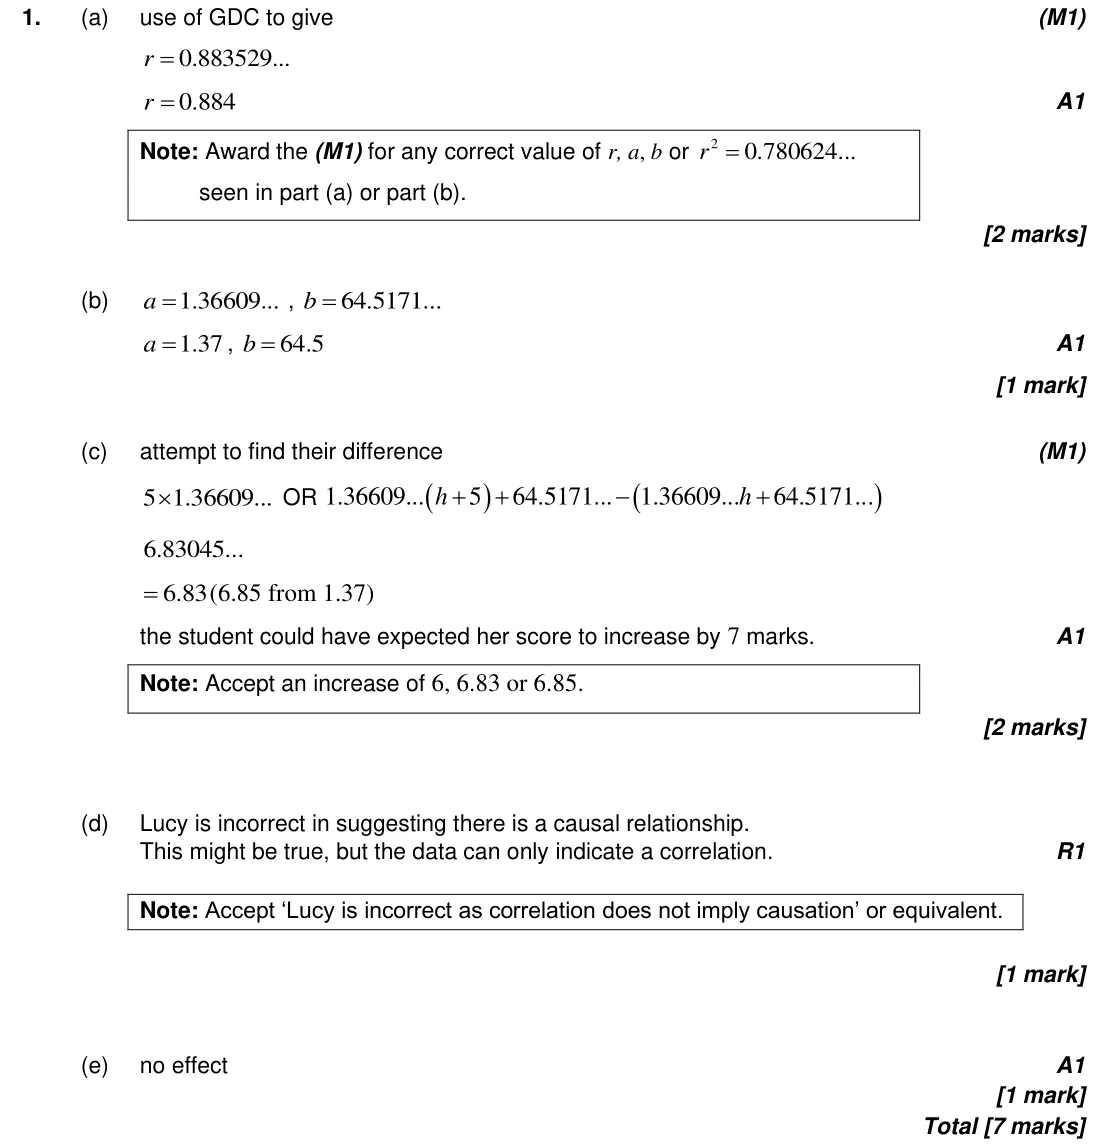 1. (a) use of GDC to give (M1)
r = 0.883529...
r = 0.884 A1
Note: Award the (M1) for any correct value of r, a, b or r² = 0.780624...
seen in part (a) or part (b).
[2 marks]
(b) a = 1.36609... , b = 64.5171...
a = 1.37 , b = 64.5 A1
[1 mark]
(c) attempt to find their difference (M1)
5×1.36609... OR 1.36609...(h+5)+64.5171...−(1.36609...h+64.5171...)
6.83045...
= 6.83(6.85 from 1.37)
the student could have expected her score to increase by 7 marks. A1
Note: Accept an increase of 6, 6.83 or 6.85.
[2 marks]
(d) Lucy is incorrect in suggesting there is a causal relationship.
This might be true, but the data can only indicate a correlation. R1
Note: Accept ‘Lucy is incorrect as correlation does not imply causation’ or equivalent.
[1 mark]
(e) no effect A1
[1 mark]
Total [7 marks]